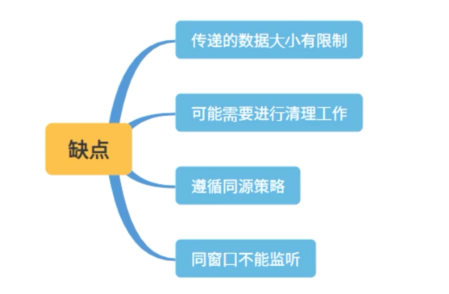 传递的数据大小有限制
可能需要进行清理工作
缺点
遵循同源策略
同窗口不能监听